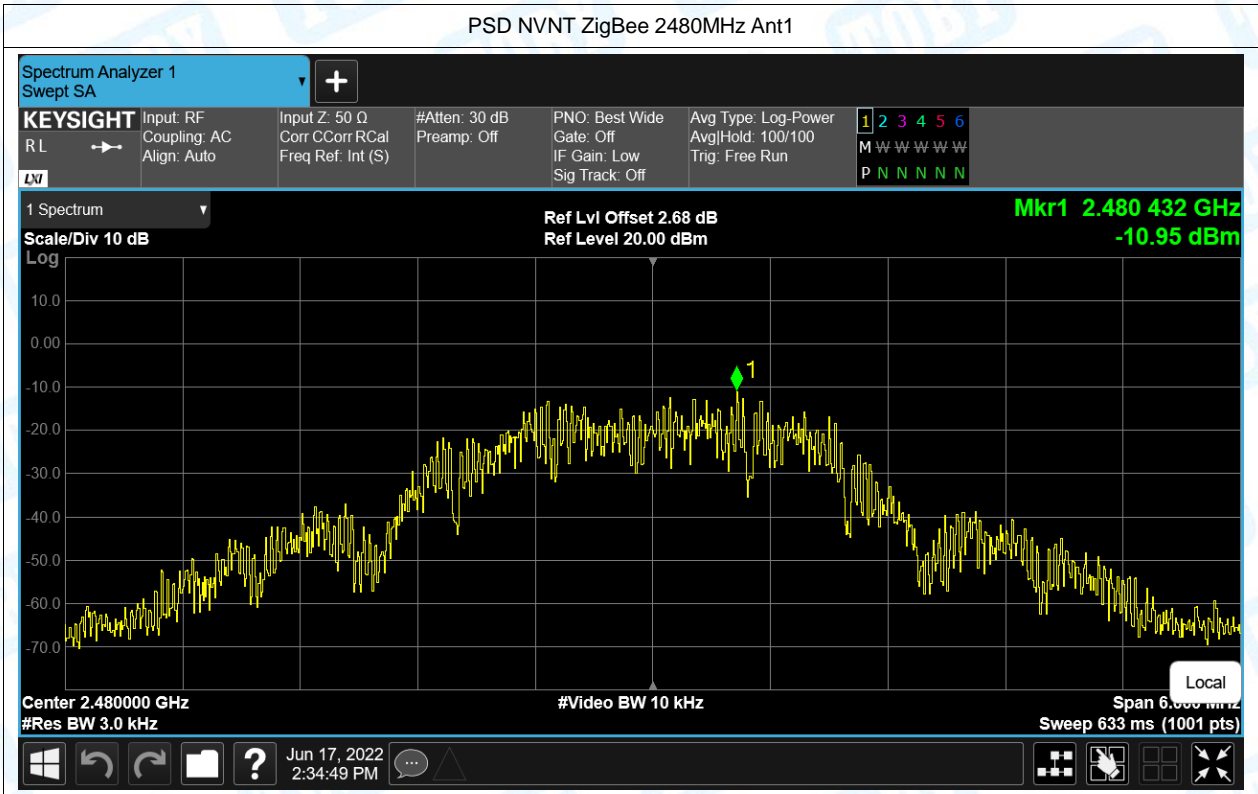 PSD NVNT ZigBee 2480MHz Ant1
Spectrum Analyzer 1
Swept SA
KEYSIGHT
R L
LXI
Input: RF
Coupling: AC
Align: Auto
Input Z: 50 Ω
Corr CCorr RCal
Freq Ref: Int (S)
#Atten: 30 dB
Preamp: Off
PNO: Best Wide
Gate: Off
IF Gain: Low
Sig Track: Off
Avg Type: Log-Power
Avg|Hold: 100/100
Trig: Free Run
1 2 3 4 5 6
M W W W W W
P N N N N N
1 Spectrum
Scale/Div 10 dB
Ref Lvl Offset 2.68 dB
Ref Level 20.00 dBm
Mkr1 2.480 432 GHz
-10.95 dBm
Log
10.0
0.00
-10.0
-20.0
-30.0
-40.0
-50.0
-60.0
-70.0
1
Local
Center 2.480000 GHz
#Res BW 3.0 kHz
#Video BW 10 kHz
Span
Sweep 633 ms (1001 pts)
?
Jun 17, 2022
2:34:49 PM
TOBY